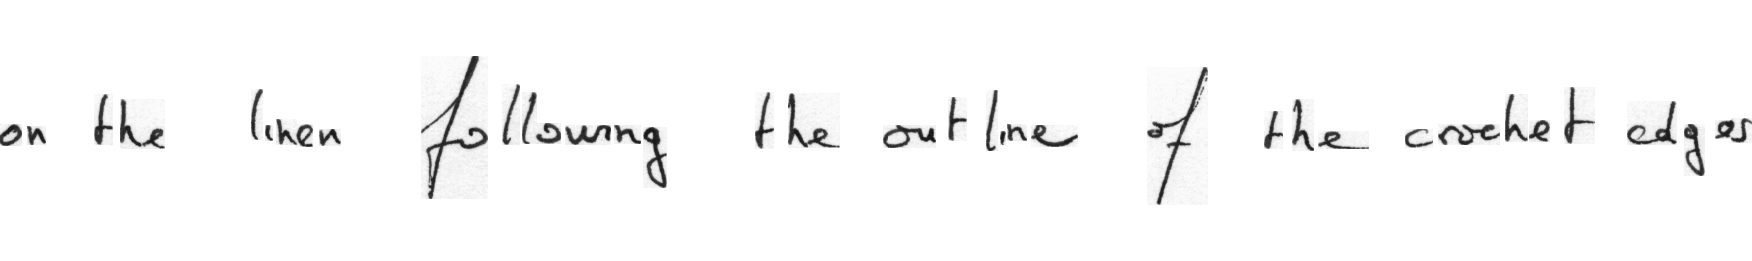 on the linen following the outline of the crochet edges